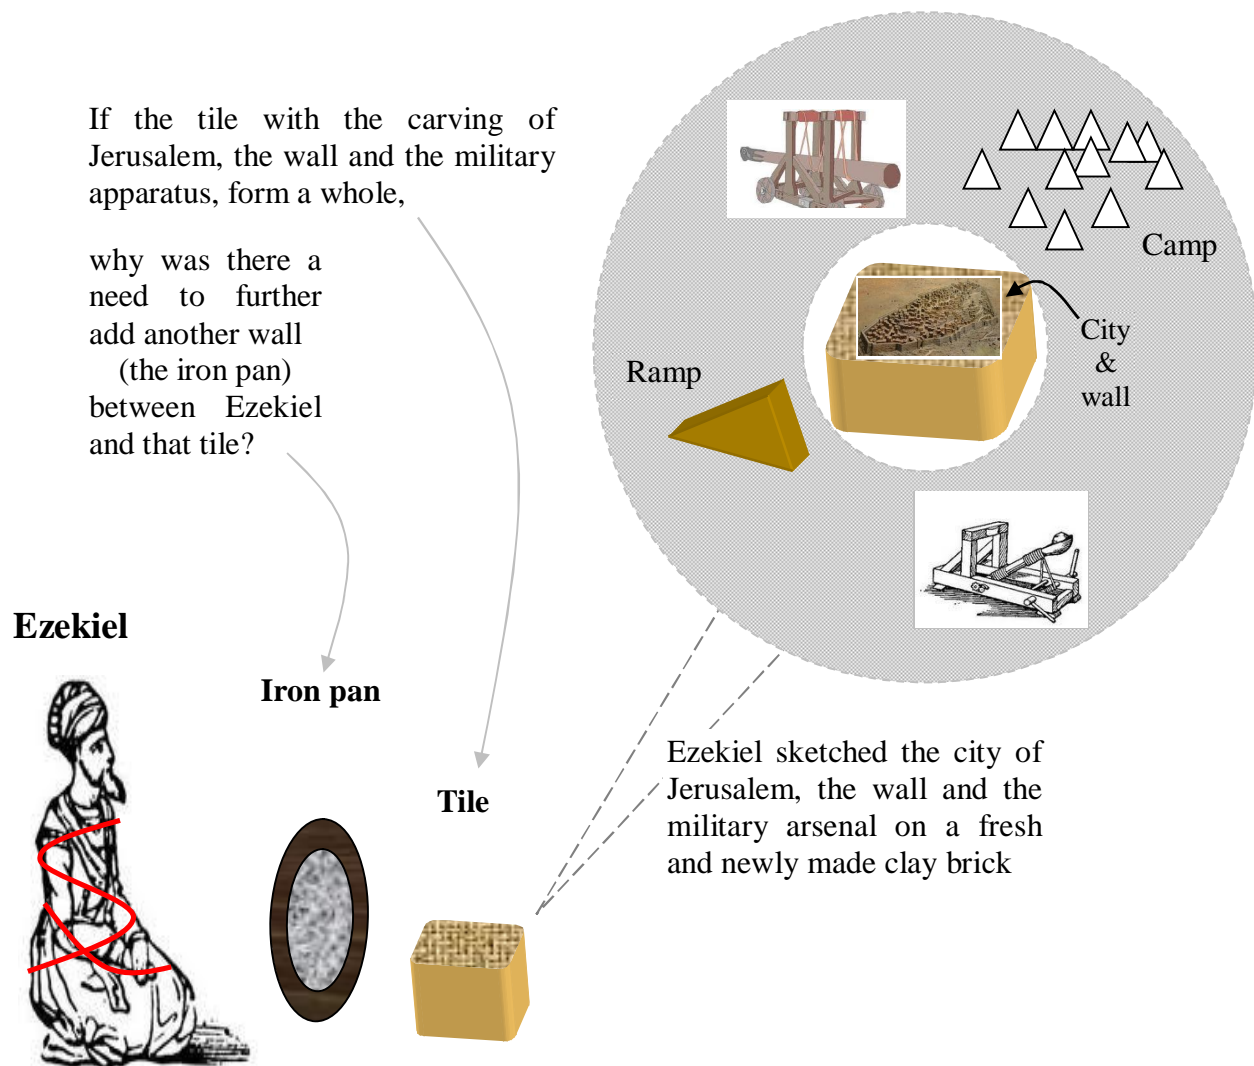 If the tile with the carving of
Jerusalem, the wall and the military
apparatus, form a whole,
why was there a
need to further
add another wall
(the iron pan)
between Ezekiel
and that tile?
Camp
City
&
wall
Ramp
Ezekiel
Iron pan
Tile
Ezekiel sketched the city of
Jerusalem, the wall and the
military arsenal on a fresh
and newly made clay brick